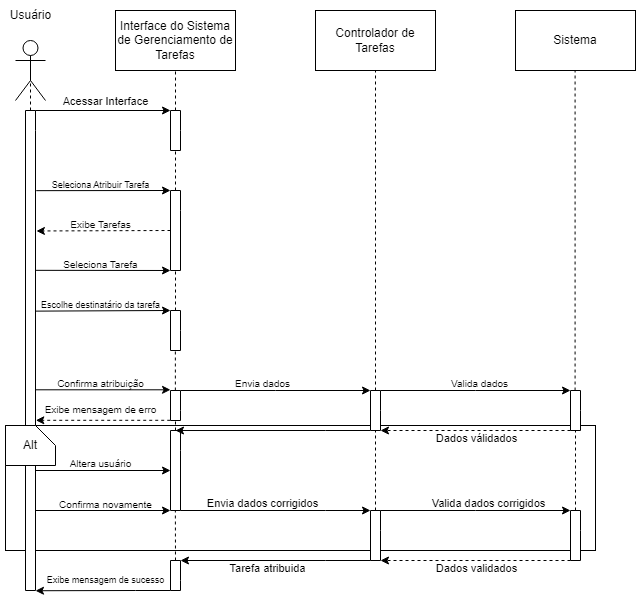 Usuário
Interface do Sistema
de Gerenciamento de
Tarefas
Controlador de
Tarefas
Sistema
Acessar Interface
Seleciona Atribuir Tarefa
Exibe Tarefas
Seleciona Tarefa
Escolhe destinatário da tarefa
Confirma atribuição
Envia dados
Valida dados
Exibe mensagem de erro
Dados válidados
Alt
Altera usuário
Confirma novamente
Envia dados corrigidos
Valida dados corrigidos
Tarefa atribuida
Dados validados
Exibe mensagem de sucesso